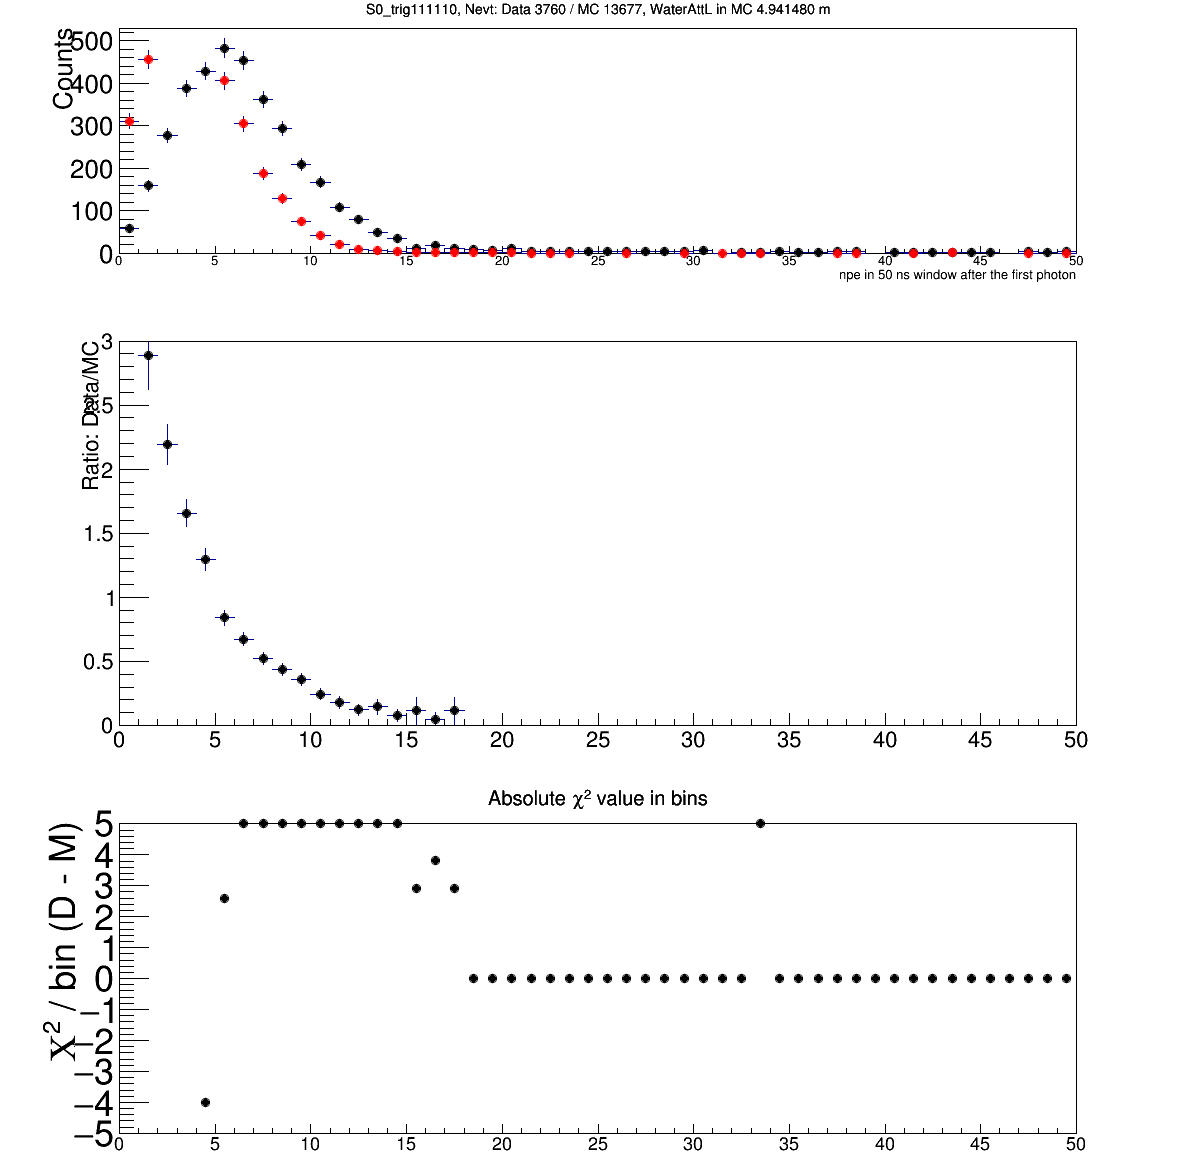 S0_trig111110, Nevt: Data 3760 / MC 13677, WaterAttL in MC 4.941480 m
Counts
500
400
300
200
100
0
0 5 10 15 20 25 30 35 40 45 50
npe in 50 ns window after the first photon
Ratio: Data/MC
3
2.5
2
1.5
1
0.5
0
0 5 10 15 20 25 30 35 40 45 50
Absolute χ² value in bins
X² / bin (D - M)
5
4
3
2
1
0
−1
−2
−3
−4
−5
0 5 10 15 20 25 30 35 40 45 50